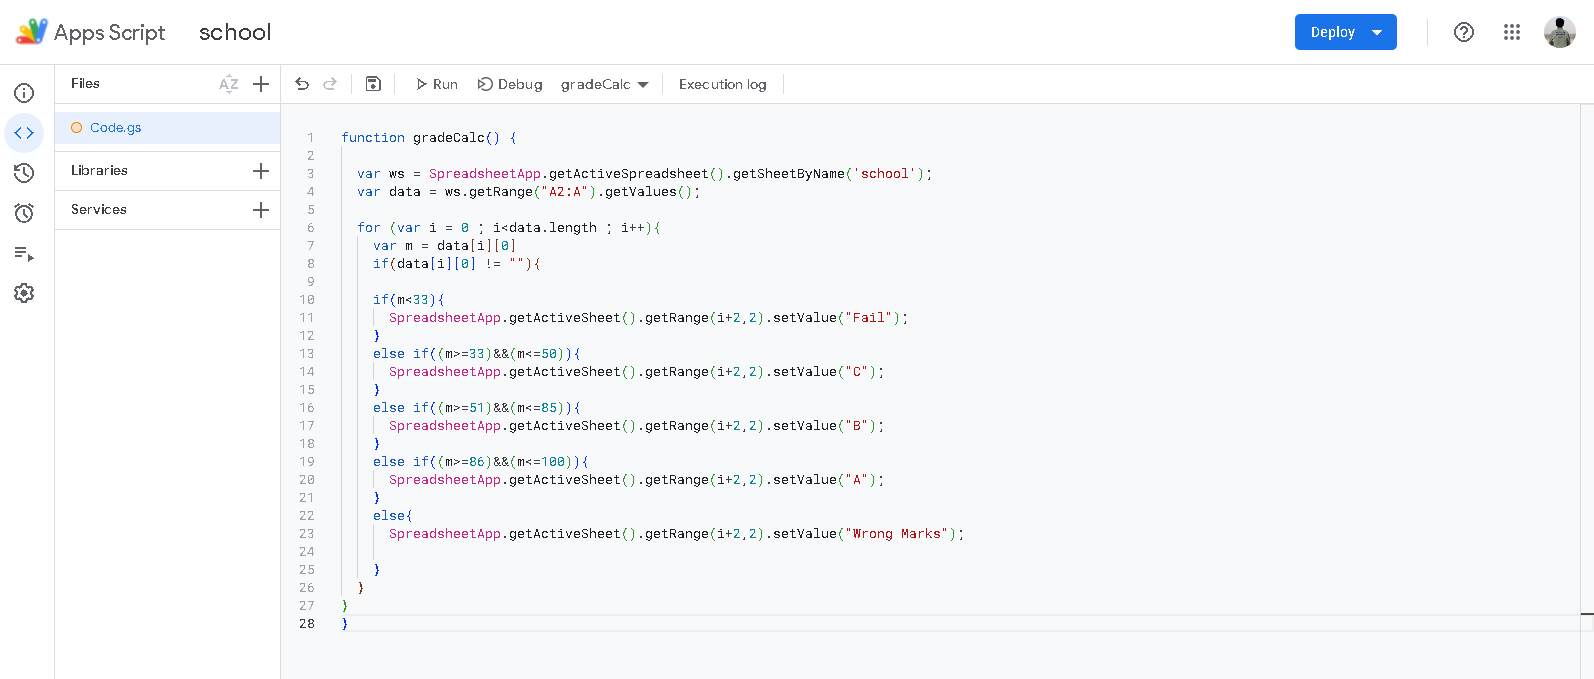 Apps Script school
Deploy
Files
AZ
Run Debug gradeCalc Execution log
Code.gs
Libraries
Services
1 function gradeCalc() {
2
3 var ws = SpreadsheetApp.getActiveSpreadsheet().getSheetByName('school');
4 var data = ws.getRange("A2:A").getValues();
5
6 for (var i = 0 ; i<data.length ; i++){
7 var m = data[i][0]
8 if(data[i][0] != ""){
9
10 if(m<33){
11 SpreadsheetApp.getActiveSheet().getRange(i+2,2).setValue("Fail");
12 }
13 else if((m>=33)&&(m<=50)){
14 SpreadsheetApp.getActiveSheet().getRange(i+2,2).setValue("C");
15 }
16 else if((m>=51)&&(m<=85)){
17 SpreadsheetApp.getActiveSheet().getRange(i+2,2).setValue("B");
18 }
19 else if((m>=86)&&(m<=100)){
20 SpreadsheetApp.getActiveSheet().getRange(i+2,2).setValue("A");
21 }
22 else{
23 SpreadsheetApp.getActiveSheet().getRange(i+2,2).setValue("Wrong Marks");
24
25 }
26 }
27 }
28 }